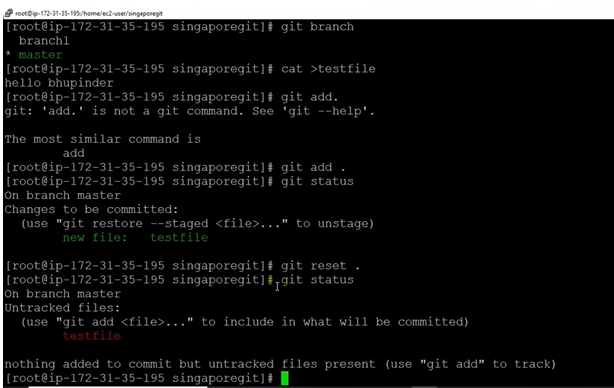 root@ip-172-31-35-195:/home/ec2-user/singaporegit
[root@ip-172-31-35-195 singaporegit]# git branch
branch1
* master
[root@ip-172-31-35-195 singaporegit]# cat >testfile
hello bhupinder
[root@ip-172-31-35-195 singaporegit]# git add.
git: 'add.' is not a git command. See 'git --help'.
The most similar command is
add
[root@ip-172-31-35-195 singaporegit]# git add .
[root@ip-172-31-35-195 singaporegit]# git status
On branch master
Changes to be committed:
(use "git restore --staged <file>..." to unstage)
new file: testfile
[root@ip-172-31-35-195 singaporegit]# git reset .
[root@ip-172-31-35-195 singaporegit]# git status
On branch master
Untracked files:
(use "git add <file>..." to include in what will be committed)
testfile
nothing added to commit but untracked files present (use "git add" to track)
[root@ip-172-31-35-195 singaporegit]#